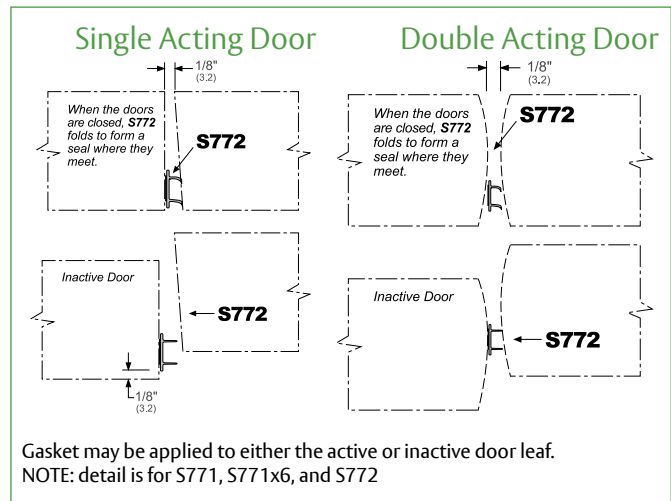 Single Acting Door
1/8"
(3.2)
When the doors
are closed, S772
folds to form a
seal where they
meet.
S772
Inactive Door
S772
1/8"
(3.2)
Double Acting Door
1/8"
(3.2)
When the doors
are closed, S772
folds to form a
seal where they
meet.
S772
Inactive Door
S772
Gasket may be applied to either the active or inactive door leaf.
NOTE: detail is for S771, S771x6, and S772